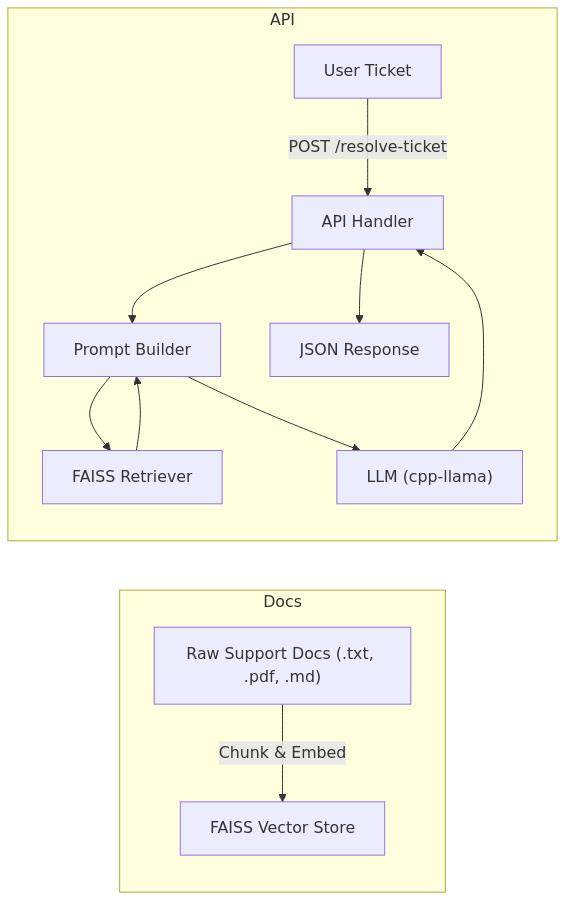 API
User Ticket
POST /resolve-ticket
API Handler
Prompt Builder
JSON Response
FAISS Retriever
LLM (cpp-llama)
Docs
Raw Support Docs (.txt,
.pdf, .md)
Chunk & Embed
FAISS Vector Store